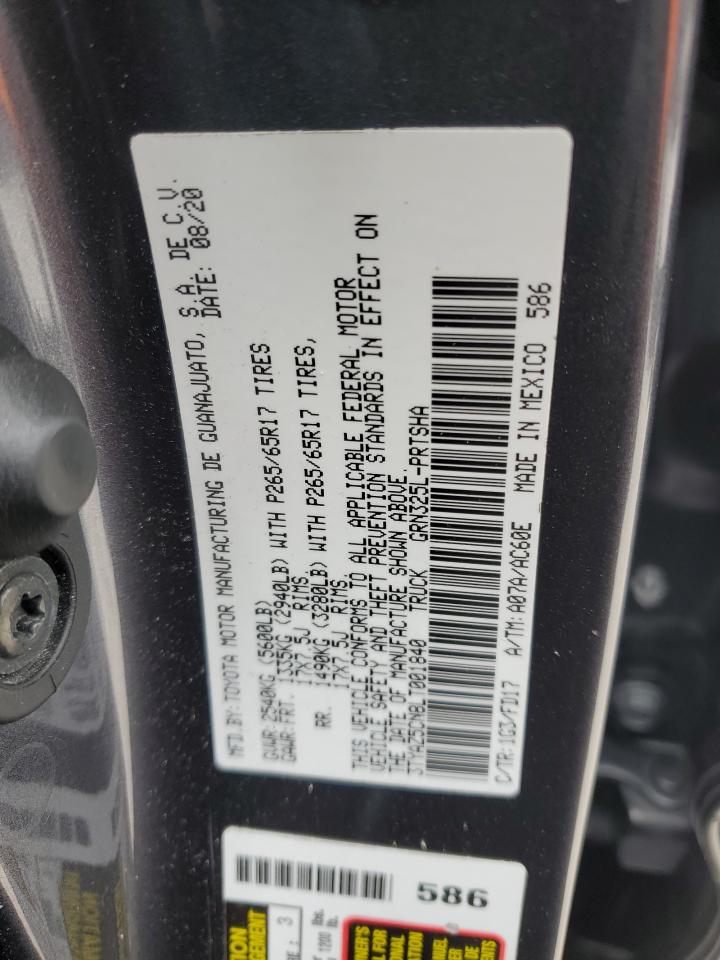 MFD.BY:TOYOTA MOTOR MANUFACTURING DE GUANAJUATO, S.A. DE C.V.
DATE: 08/20
GVWR:2540KG (5600LB)
GAWR:FRT. 1335KG (2940LB) WITH P265/65R17 TIRES
17X7.5J RIMS,
RR. 1490KG (3280LB) WITH P265/65R17 TIRES,
17X7.5J RIMS.
THIS VEHICLE CONFORMS TO ALL APPLICABLE FEDERAL MOTOR
VEHICLE SAFETY AND THEFT PREVENTION STANDARDS IN EFFECT ON
THE DATE OF MANUFACTURE SHOWN ABOVE.
3TYAZ5CN8LT001840 TRUCK GRN325L-PRTSHA
C/TR:1G3/FD17 A/TM:A07A/AC60E MADE IN MEXICO 586
586
3
1200 lb.